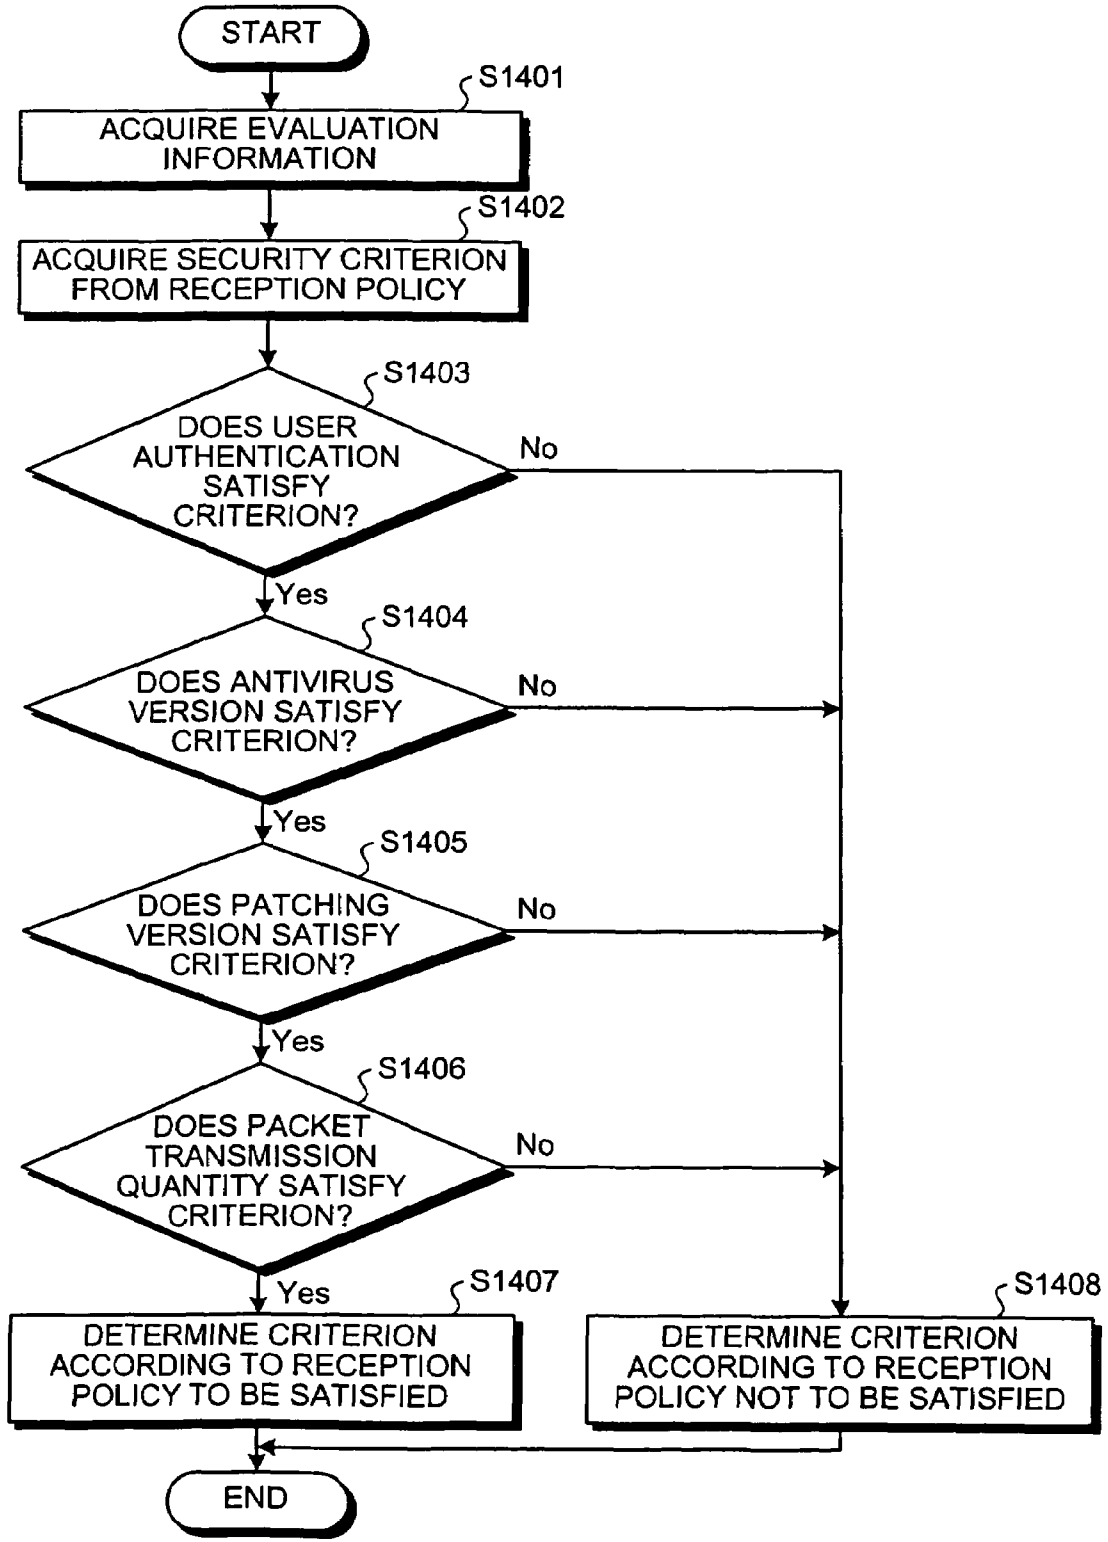 START
S1401
ACQUIRE EVALUATION
INFORMATION
S1402
ACQUIRE SECURITY CRITERION
FROM RECEPTION POLICY
S1403
DOES USER
AUTHENTICATION
SATISFY
CRITERION?
No
Yes
S1404
DOES ANTIVIRUS
VERSION SATISFY
CRITERION?
No
Yes
S1405
DOES PATCHING
VERSION SATISFY
CRITERION?
No
Yes
S1406
DOES PACKET
TRANSMISSION
QUANTITY SATISFY
CRITERION?
No
Yes
S1407
DETERMINE CRITERION
ACCORDING TO RECEPTION
POLICY TO BE SATISFIED
S1408
DETERMINE CRITERION
ACCORDING TO RECEPTION
POLICY NOT TO BE SATISFIED
END